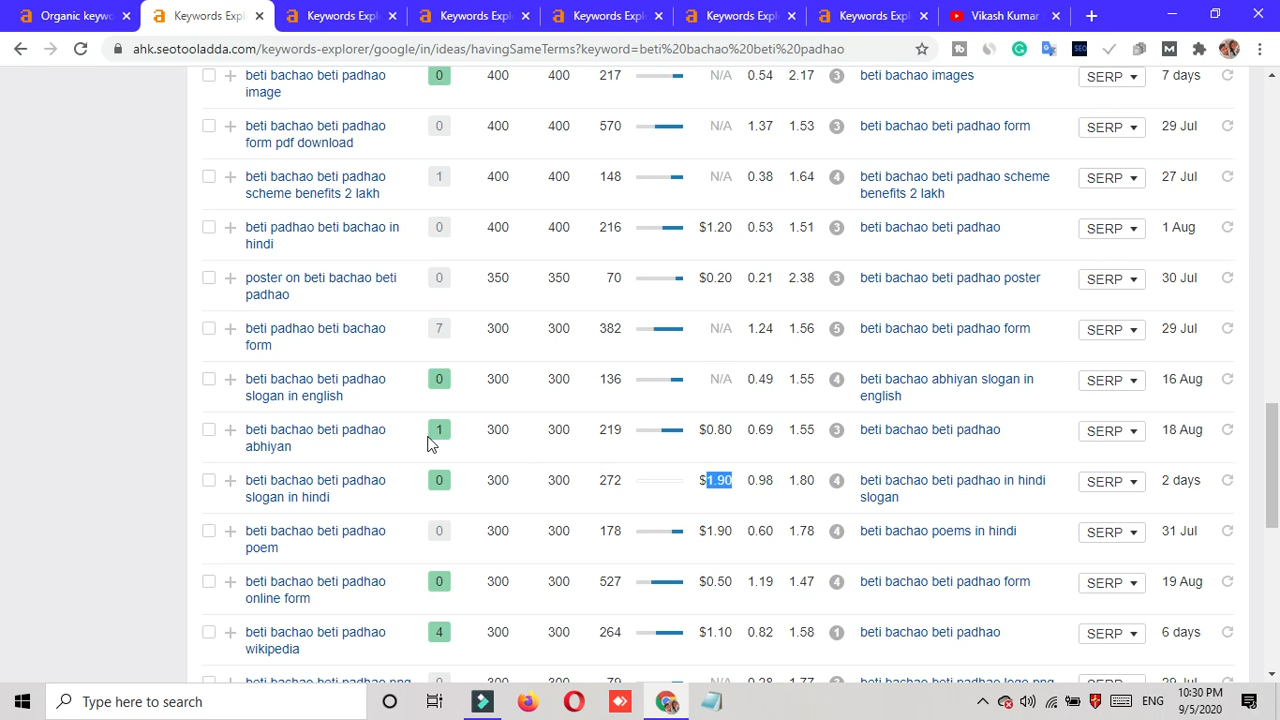 Organic keywo
Keywords Expl
Keywords Expl
Keywords Expl
Keywords Expl
Keywords Expl
Keywords Expl
Vikash Kumar
ahk.seotooladda.com/keywords-explorer/google/in/ideas/havingSameTerms?keyword=beti%20bachao%20beti%20padhao
beti bachao beti padhao 0 400 400 217 N/A 0.54 2.17 3 beti bachao images SERP 7 days
image
beti bachao beti padhao 0 400 400 570 N/A 1.37 1.53 3 beti bachao beti padhao form SERP 29 Jul
form pdf download
beti bachao beti padhao 1 400 400 148 N/A 0.38 1.64 4 beti bachao beti padhao scheme SERP 27 Jul
scheme benefits 2 lakh benefits 2 lakh
beti padhao beti bachao in 0 400 400 216 $1.20 0.53 1.51 3 beti bachao beti padhao SERP 1 Aug
hindi
poster on beti bachao beti 0 350 350 70 $0.20 0.21 2.38 3 beti bachao beti padhao poster SERP 30 Jul
padhao
beti padhao beti bachao 7 300 300 382 N/A 1.24 1.56 5 beti bachao beti padhao form SERP 29 Jul
form
beti bachao beti padhao 0 300 300 136 N/A 0.49 1.55 4 beti bachao abhiyan slogan in SERP 16 Aug
slogan in english english
beti bachao beti padhao 1 300 300 219 $0.80 0.69 1.55 3 beti bachao beti padhao SERP 18 Aug
abhiyan
beti bachao beti padhao 0 300 300 272 $1.90 0.98 1.80 4 beti bachao beti padhao in hindi SERP 2 days
slogan in hindi slogan
beti bachao beti padhao 0 300 300 178 $1.90 0.60 1.78 4 beti bachao poems in hindi SERP 31 Jul
poem
beti bachao beti padhao 0 300 300 527 $0.50 1.19 1.47 4 beti bachao beti padhao form SERP 19 Aug
online form
beti bachao beti padhao 4 300 300 264 $1.10 0.82 1.58 1 beti bachao beti padhao SERP 6 days
wikipedia
Type here to search
ENG
10:30 PM
9/5/2020